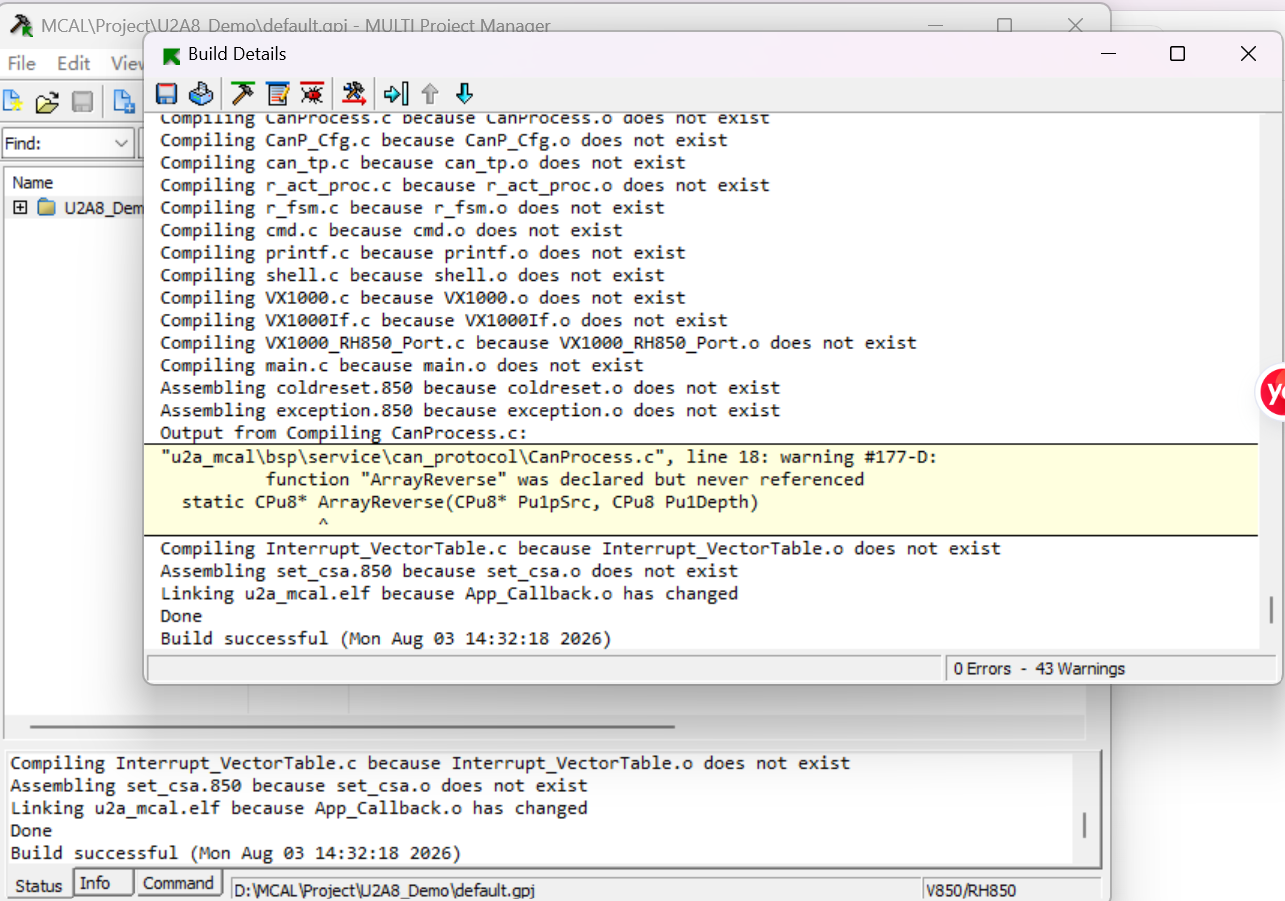 MCAL\Project\U2A8_Demo\default.gpj - MULTI Project Manager
Build Details
File Edit View
Find:
Name
U2A8_Dem
Compiling CanProcess.c because CanProcess.o does not exist
Compiling CanP_Cfg.c because CanP_Cfg.o does not exist
Compiling can_tp.c because can_tp.o does not exist
Compiling r_act_proc.c because r_act_proc.o does not exist
Compiling r_fsm.c because r_fsm.o does not exist
Compiling cmd.c because cmd.o does not exist
Compiling printf.c because printf.o does not exist
Compiling shell.c because shell.o does not exist
Compiling VX1000.c because VX1000.o does not exist
Compiling VX1000If.c because VX1000If.o does not exist
Compiling VX1000_RH850_Port.c because VX1000_RH850_Port.o does not exist
Compiling main.c because main.o does not exist
Assembling coldreset.850 because coldreset.o does not exist
Assembling exception.850 because exception.o does not exist
Output from Compiling CanProcess.c:
"u2a_mcal\bsp\service\can_protocol\CanProcess.c", line 18: warning #177-D:
function "ArrayReverse" was declared but never referenced
static CPu8* ArrayReverse(CPu8* Pu1pSrc, CPu8 Pu1Depth)
^
Compiling Interrupt_VectorTable.c because Interrupt_VectorTable.o does not exist
Assembling set_csa.850 because set_csa.o does not exist
Linking u2a_mcal.elf because App_Callback.o has changed
Done
Build successful (Mon Aug 03 14:32:18 2026)
0 Errors - 43 Warnings
Compiling Interrupt_VectorTable.c because Interrupt_VectorTable.o does not exist
Assembling set_csa.850 because set_csa.o does not exist
Linking u2a_mcal.elf because App_Callback.o has changed
Done
Build successful (Mon Aug 03 14:32:18 2026)
Status Info Command D:\MCAL\Project\U2A8_Demo\default.gpj V850/RH850